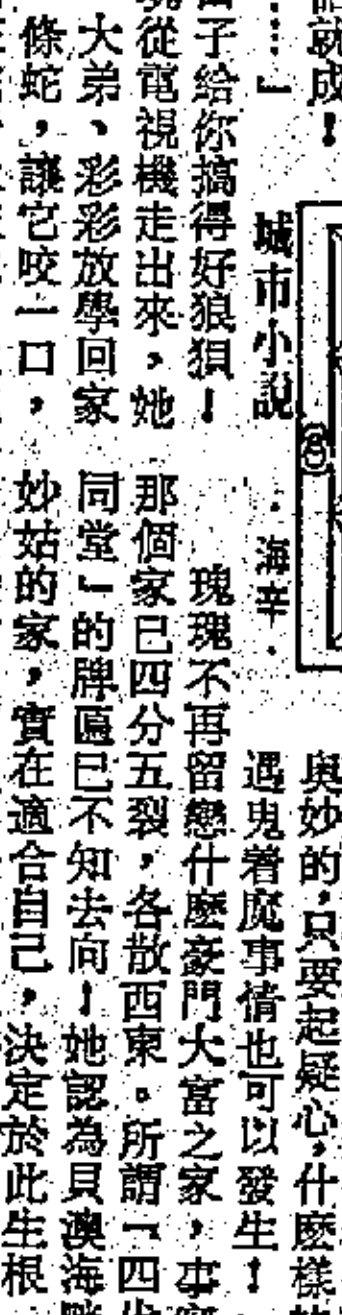 就成！
……」
子給你搞得好狼狽！
從電視機走出來，她
大弟、彩彩放學回家
條蛇，讓它咬一口，
城市小說
·海辛·
與妙的，只要起疑心，什麽樣
遇鬼着魔事情也可以發生！
瑰瑰不再留戀什麽豪門大富之家，事
那個家已四分五裂，各散西東。所謂「四
同堂」的牌匾已不知去向！她認為貝澳海
妙姑的家，實在適合自己，決定於此生根